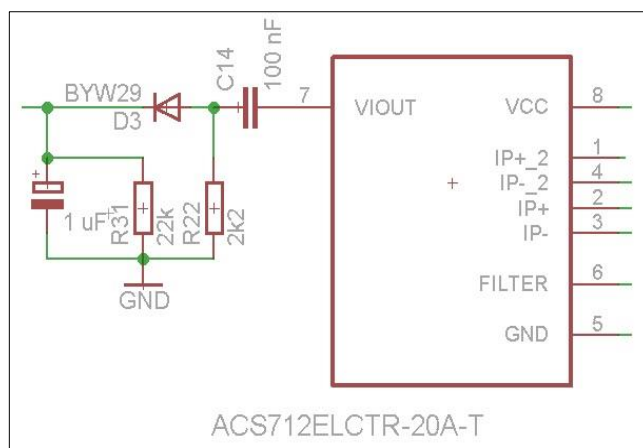 BYW29
D3
C14
100 nF
7
VIOUT
VCC
8
IP+_2
1
IP-_2
4
IP+
2
IP-
3
FILTER
6
GND
5
+
1 uF
R31
22k
R22
2k2
GND
ACS712ELCTR-20A-T